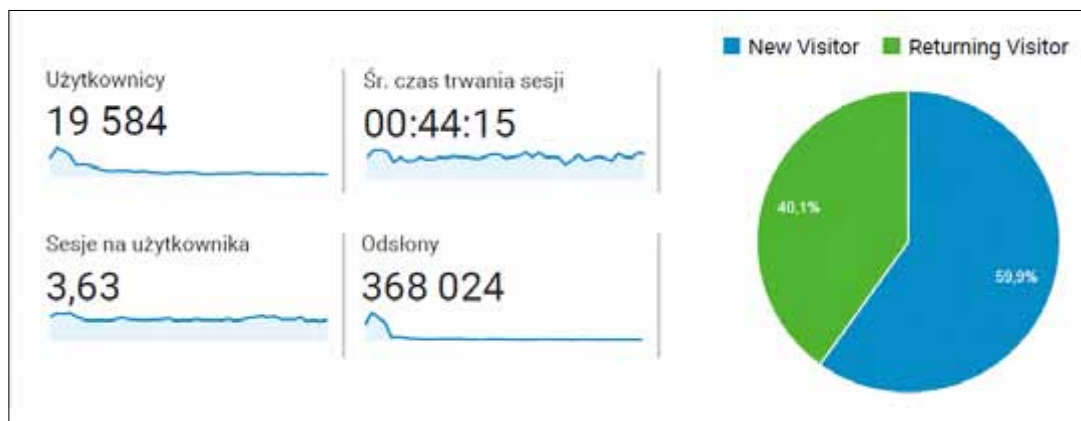 Użytkownicy
19 584
Śr. czas trwania sesji
00:44:15
Sesje na użytkownika
3,63
Odsłony
368 024
New Visitor
Returning Visitor
40,1%
59,9%